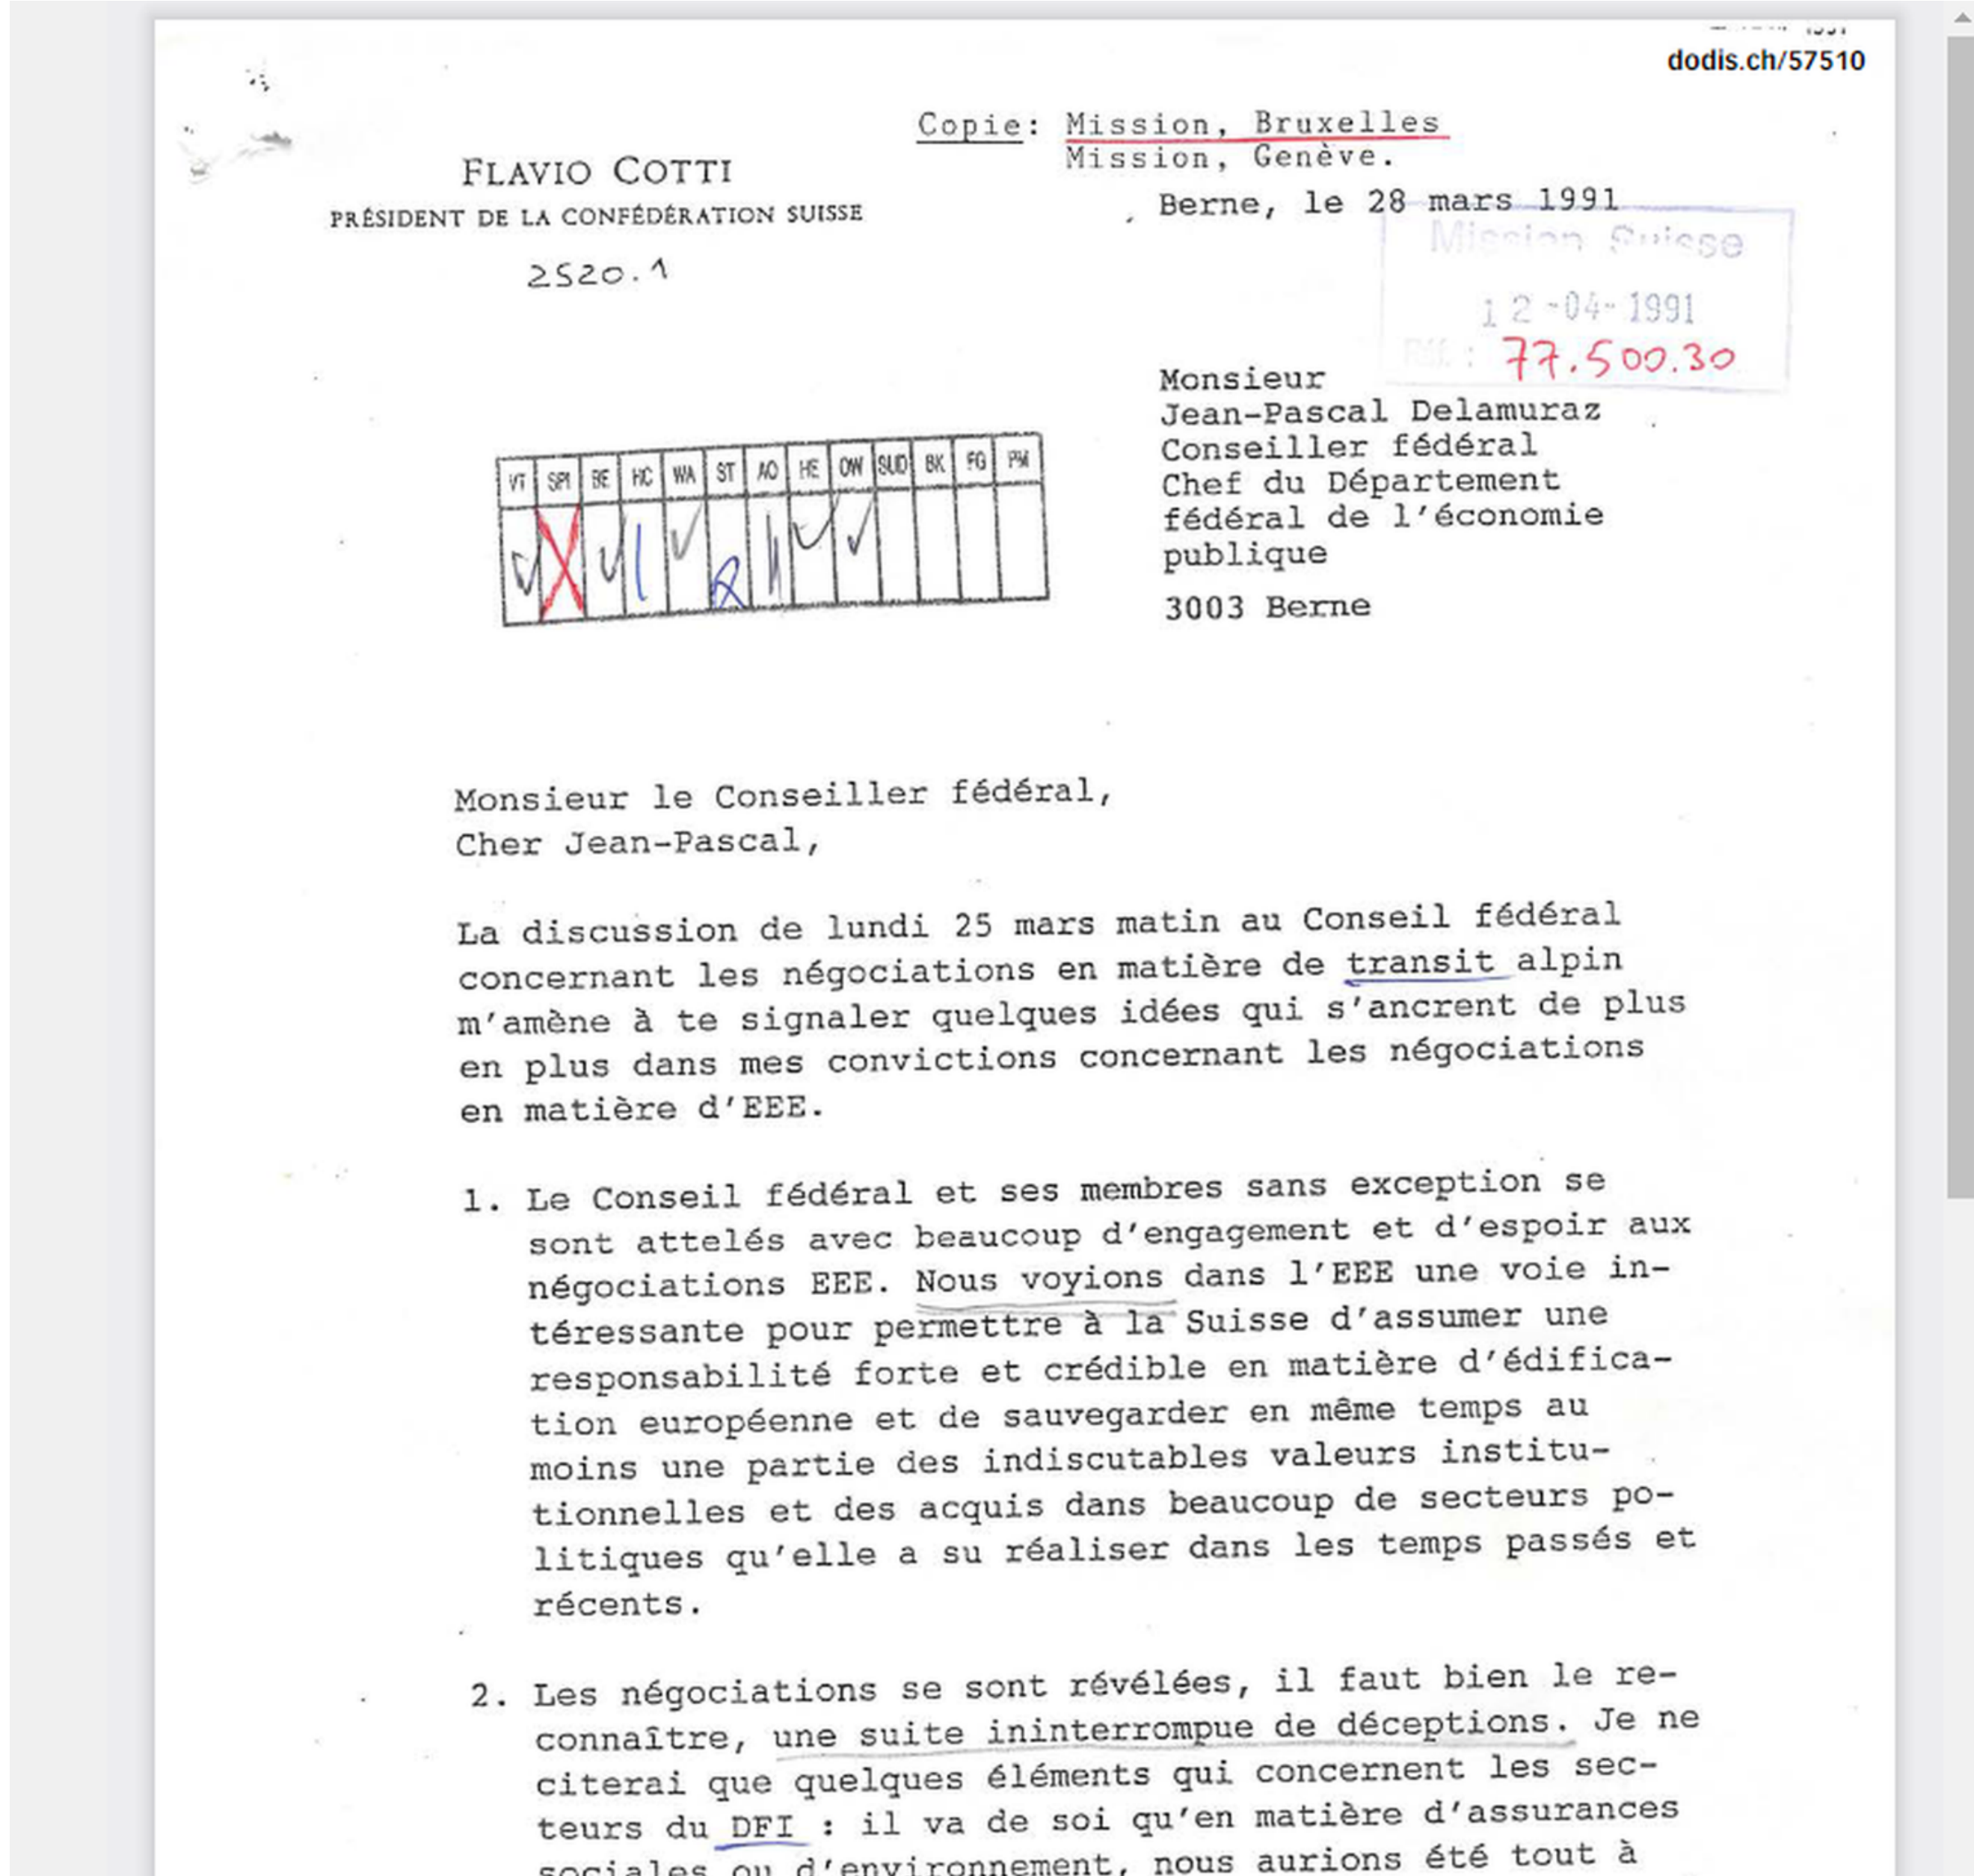 dodis.ch/57510
Copie: Mission, Bruxelles
Mission, Genève.
FLAVIO COTTI
PRÉSIDENT DE LA CONFÉDÉRATION SUISSE
Berne, le 28 mars 1991
2520.1
Mission Suisse
12-04-1991
Réf. : 77.500.30
Monsieur
Jean-Pascal Delamuraz
Conseiller fédéral
Chef du Département
fédéral de l'économie
publique
3003 Berne
VT SPI BE HC WA ST AO HE OW SUD BK FG PM
Monsieur le Conseiller fédéral,
Cher Jean-Pascal,
La discussion de lundi 25 mars matin au Conseil fédéral
concernant les négociations en matière de transit alpin
m'amène à te signaler quelques idées qui s'ancrent de plus
en plus dans mes convictions concernant les négociations
en matière d'EEE.
1. Le Conseil fédéral et ses membres sans exception se
sont attelés avec beaucoup d'engagement et d'espoir aux
négociations EEE. Nous voyions dans l'EEE une voie in-
téressante pour permettre à la Suisse d'assumer une
responsabilité forte et crédible en matière d'édifica-
tion européenne et de sauvegarder en même temps au
moins une partie des indiscutables valeurs institu-
tionnelles et des acquis dans beaucoup de secteurs po-
litiques qu'elle a su réaliser dans les temps passés et
récents.
2. Les négociations se sont révélées, il faut bien le re-
connaître, une suite ininterrompue de déceptions. Je ne
citerai que quelques éléments qui concernent les sec-
teurs du DFI : il va de soi qu'en matière d'assurances
sociales ou d'environnement, nous aurions été tout à